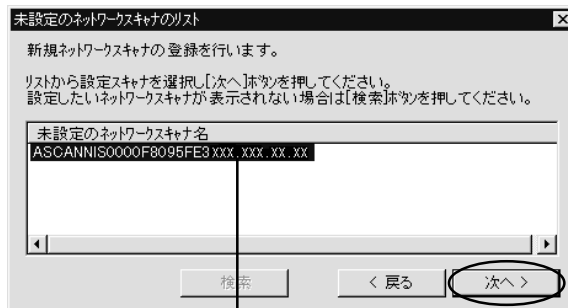 未設定のネットワークスキャナのリスト
新規ネットワークスキャナの登録を行います。
リストから設定スキャナを選択し[次へ]ボタンを押してください。
設定したいネットワークスキャナが表示されない場合は[検索]ボタンを押してください。
未設定のネットワークスキャナ名
ASCANNIS0000F8095FE3XXX.XXX.XX.XX
検索
< 戻る
次へ >